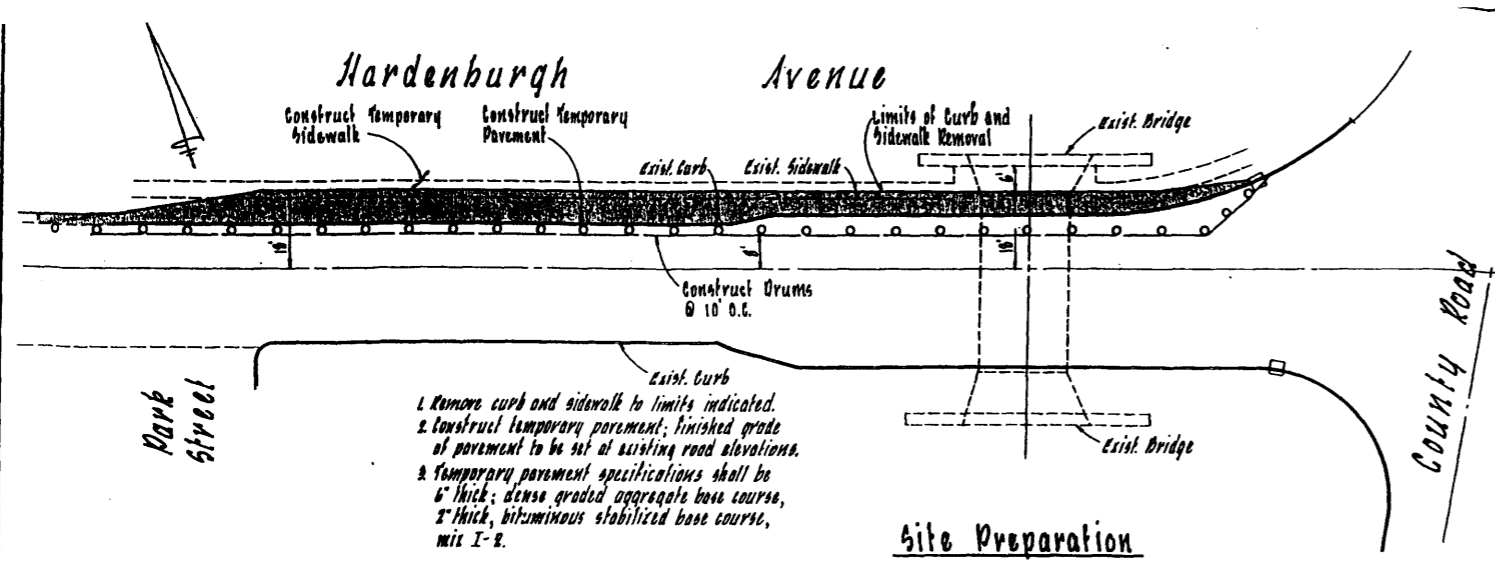 Hardenburgh Avenue
Construct Temporary
Sidewalk
Construct Temporary
Pavement
Limits of Curb and
Sidewalk Removal
Exist. Bridge
Exist. Curb
Exist. Sidewalk
6'
18'
8'
18'
Construct Drums
@ 10' O.C.
Exist. Curb
Park
Street
1. Remove curb and sidewalk to limits indicated.
2. Construct temporary pavement; finished grade
of pavement to be set at existing road elevations.
3. Temporary pavement specifications shall be
6" thick; dense graded aggregate base course,
2" thick, bituminous stabilized base course,
mix I-2.
Exist. Bridge
County Road
Site Preparation